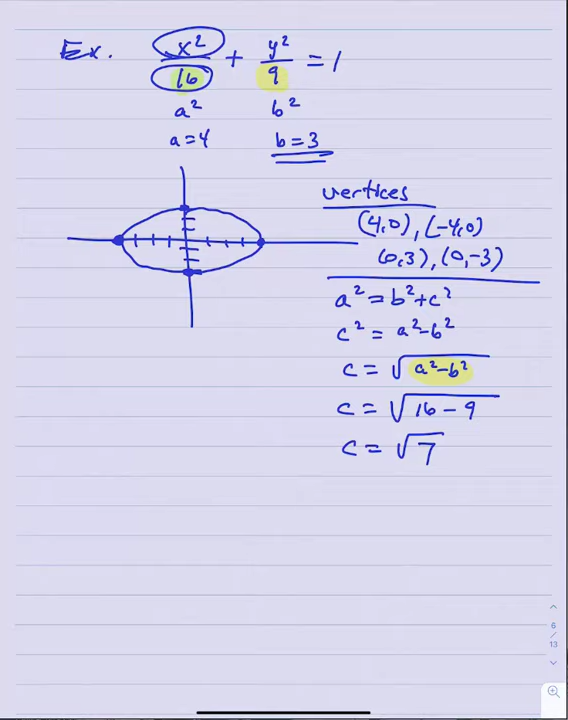 Ex. x²/16 + y²/9 = 1
a² b²
a=4 b=3
vertices
(4,0), (-4,0)
(0,3), (0,-3)
a² = b²+c²
c² = a²-b²
c = √a²-b²
c = √16-9
c = √7
6
/
13